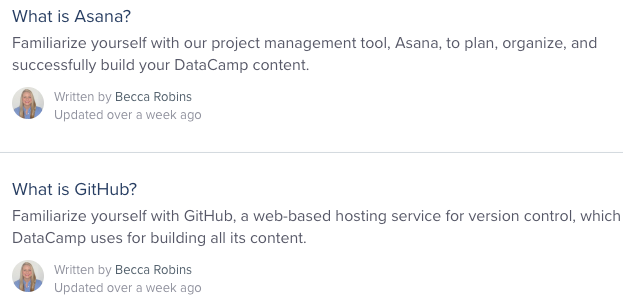 What is Asana?
Familiarize yourself with our project management tool, Asana, to plan, organize, and
successfully build your DataCamp content.
Written by Becca Robins
Updated over a week ago
What is GitHub?
Familiarize yourself with GitHub, a web-based hosting service for version control, which
DataCamp uses for building all its content.
Written by Becca Robins
Updated over a week ago